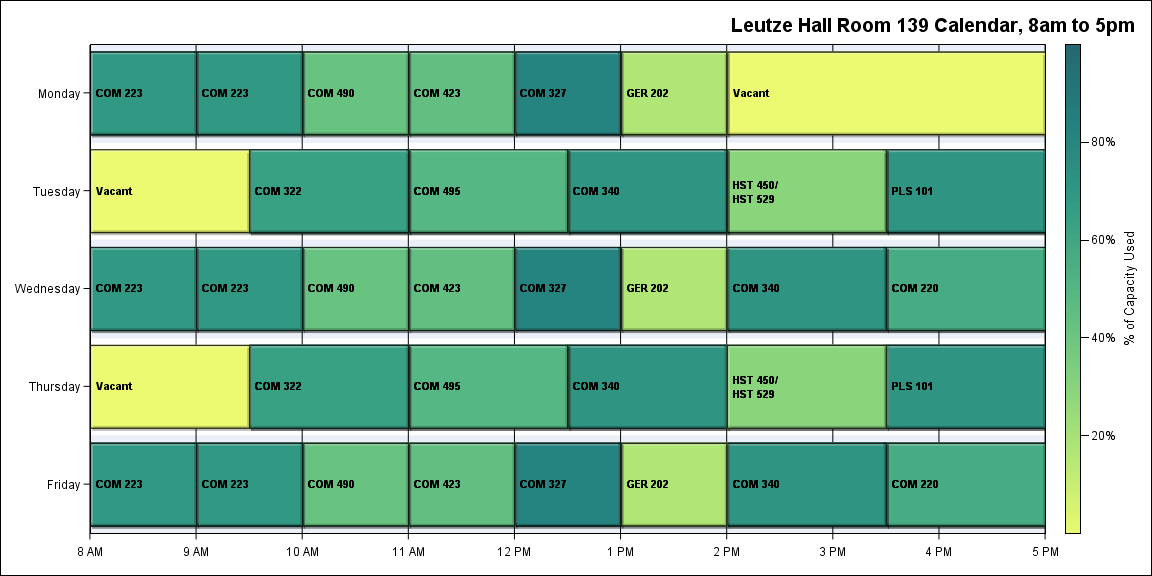 Leutze Hall Room 139 Calendar, 8am to 5pm
Monday
COM 223
COM 223
COM 490
COM 423
COM 327
GER 202
Vacant
Tuesday
Vacant
COM 322
COM 495
COM 340
HST 450/
HST 529
PLS 101
Wednesday
COM 223
COM 223
COM 490
COM 423
COM 327
GER 202
COM 340
COM 220
Thursday
Vacant
COM 322
COM 495
COM 340
HST 450/
HST 529
PLS 101
Friday
COM 223
COM 223
COM 490
COM 423
COM 327
GER 202
COM 340
COM 220
8 AM
9 AM
10 AM
11 AM
12 PM
1 PM
2 PM
3 PM
4 PM
5 PM
80%
60%
40%
20%
% of Capacity Used